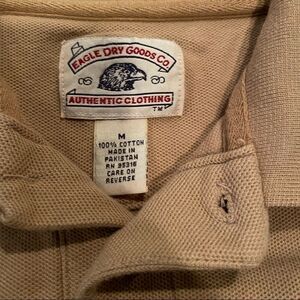 EAGLE DRY GOODS CO.
AUTHENTIC CLOTHING
TM
M
100% COTTON
MADE IN
PAKISTAN
RN 35316
CARE ON
REVERSE